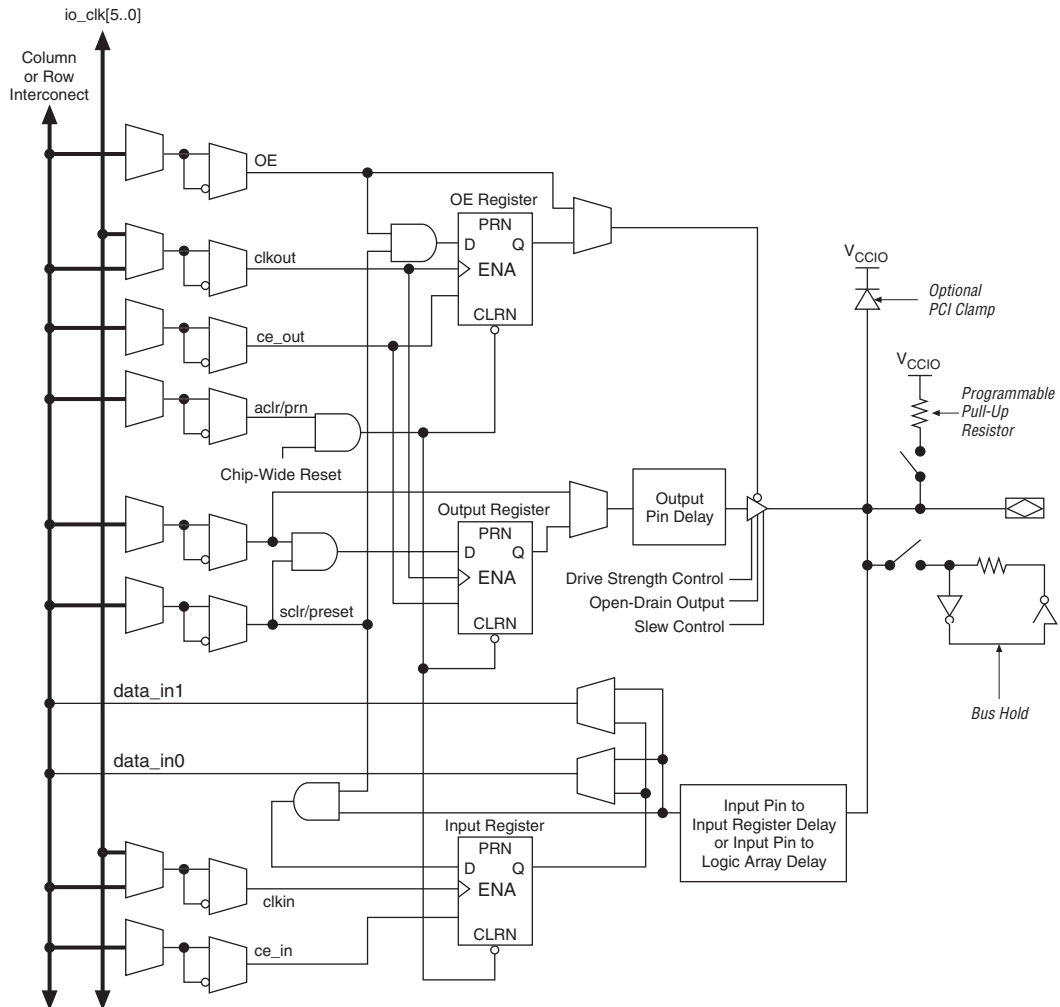 io_clk[5..0]
Column
or Row
Interconect
OE
OE Register
PRN
D
Q
ENA
CLRN
clkout
ce_out
aclr/prn
Chip-Wide Reset
VCCIO
Optional
PCI Clamp
VCCIO
Programmable
Pull-Up
Resistor
Output Register
PRN
D
Q
ENA
CLRN
Output
Pin Delay
sclr/preset
Drive Strength Control
Open-Drain Output
Slew Control
Bus Hold
data_in1
data_in0
Input Pin to
Input Register Delay
or Input Pin to
Logic Array Delay
Input Register
PRN
D
Q
ENA
CLRN
clkin
ce_in